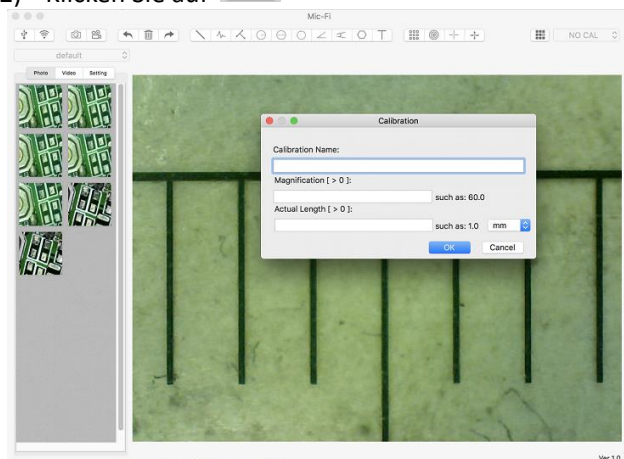 2) Klicken Sie auf
Mic-Fi
T NO CAL
default
Photo Video Setting
Calibration
Calibration Name:
Magnification [ > 0 ]:
such as: 60.0
Actual Length [ > 0 ]:
such as: 1.0 mm
OK Cancel
Ver 1.0